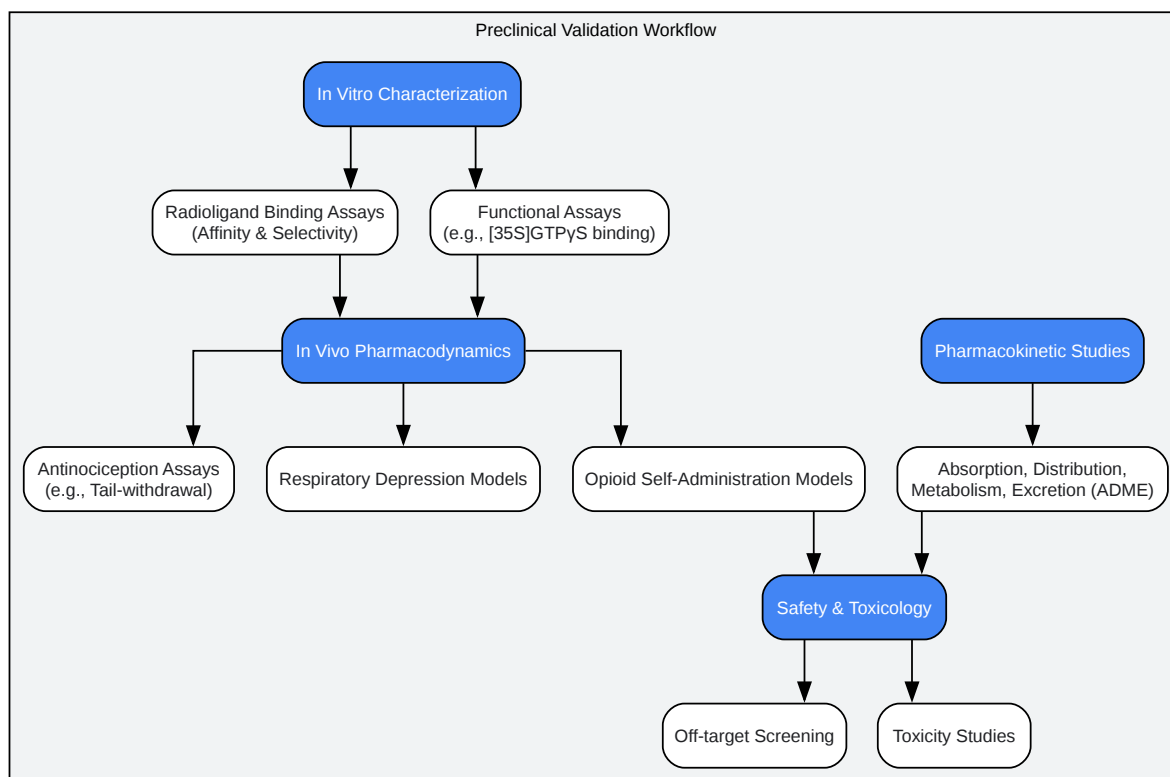 Preclinical Validation Workflow
In Vitro Characterization
Radioligand Binding Assays
(Affinity & Selectivity)
Functional Assays
(e.g., [35S]GTPγS binding)
In Vivo Pharmacodynamics
Pharmacokinetic Studies
Antinociception Assays
(e.g., Tail-withdrawal)
Respiratory Depression Models
Opioid Self-Administration Models
Absorption, Distribution,
Metabolism, Excretion (ADME)
Safety & Toxicology
Off-target Screening
Toxicity Studies